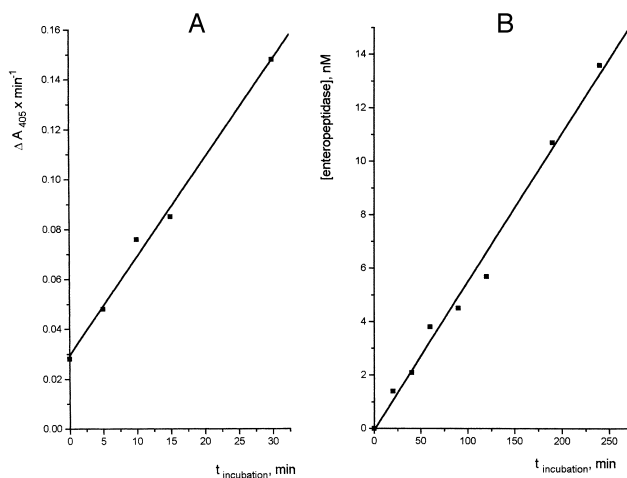 A
Δ A 405 x min-1
0.16
0.14
0.12
0.10
0.08
0.06
0.04
0.02
0.00
0 5 10 15 20 25 30
t incubation, min
B
[enteropeptidase], nM
14
12
10
8
6
4
2
0
0 50 100 150 200 250
t incubation, min